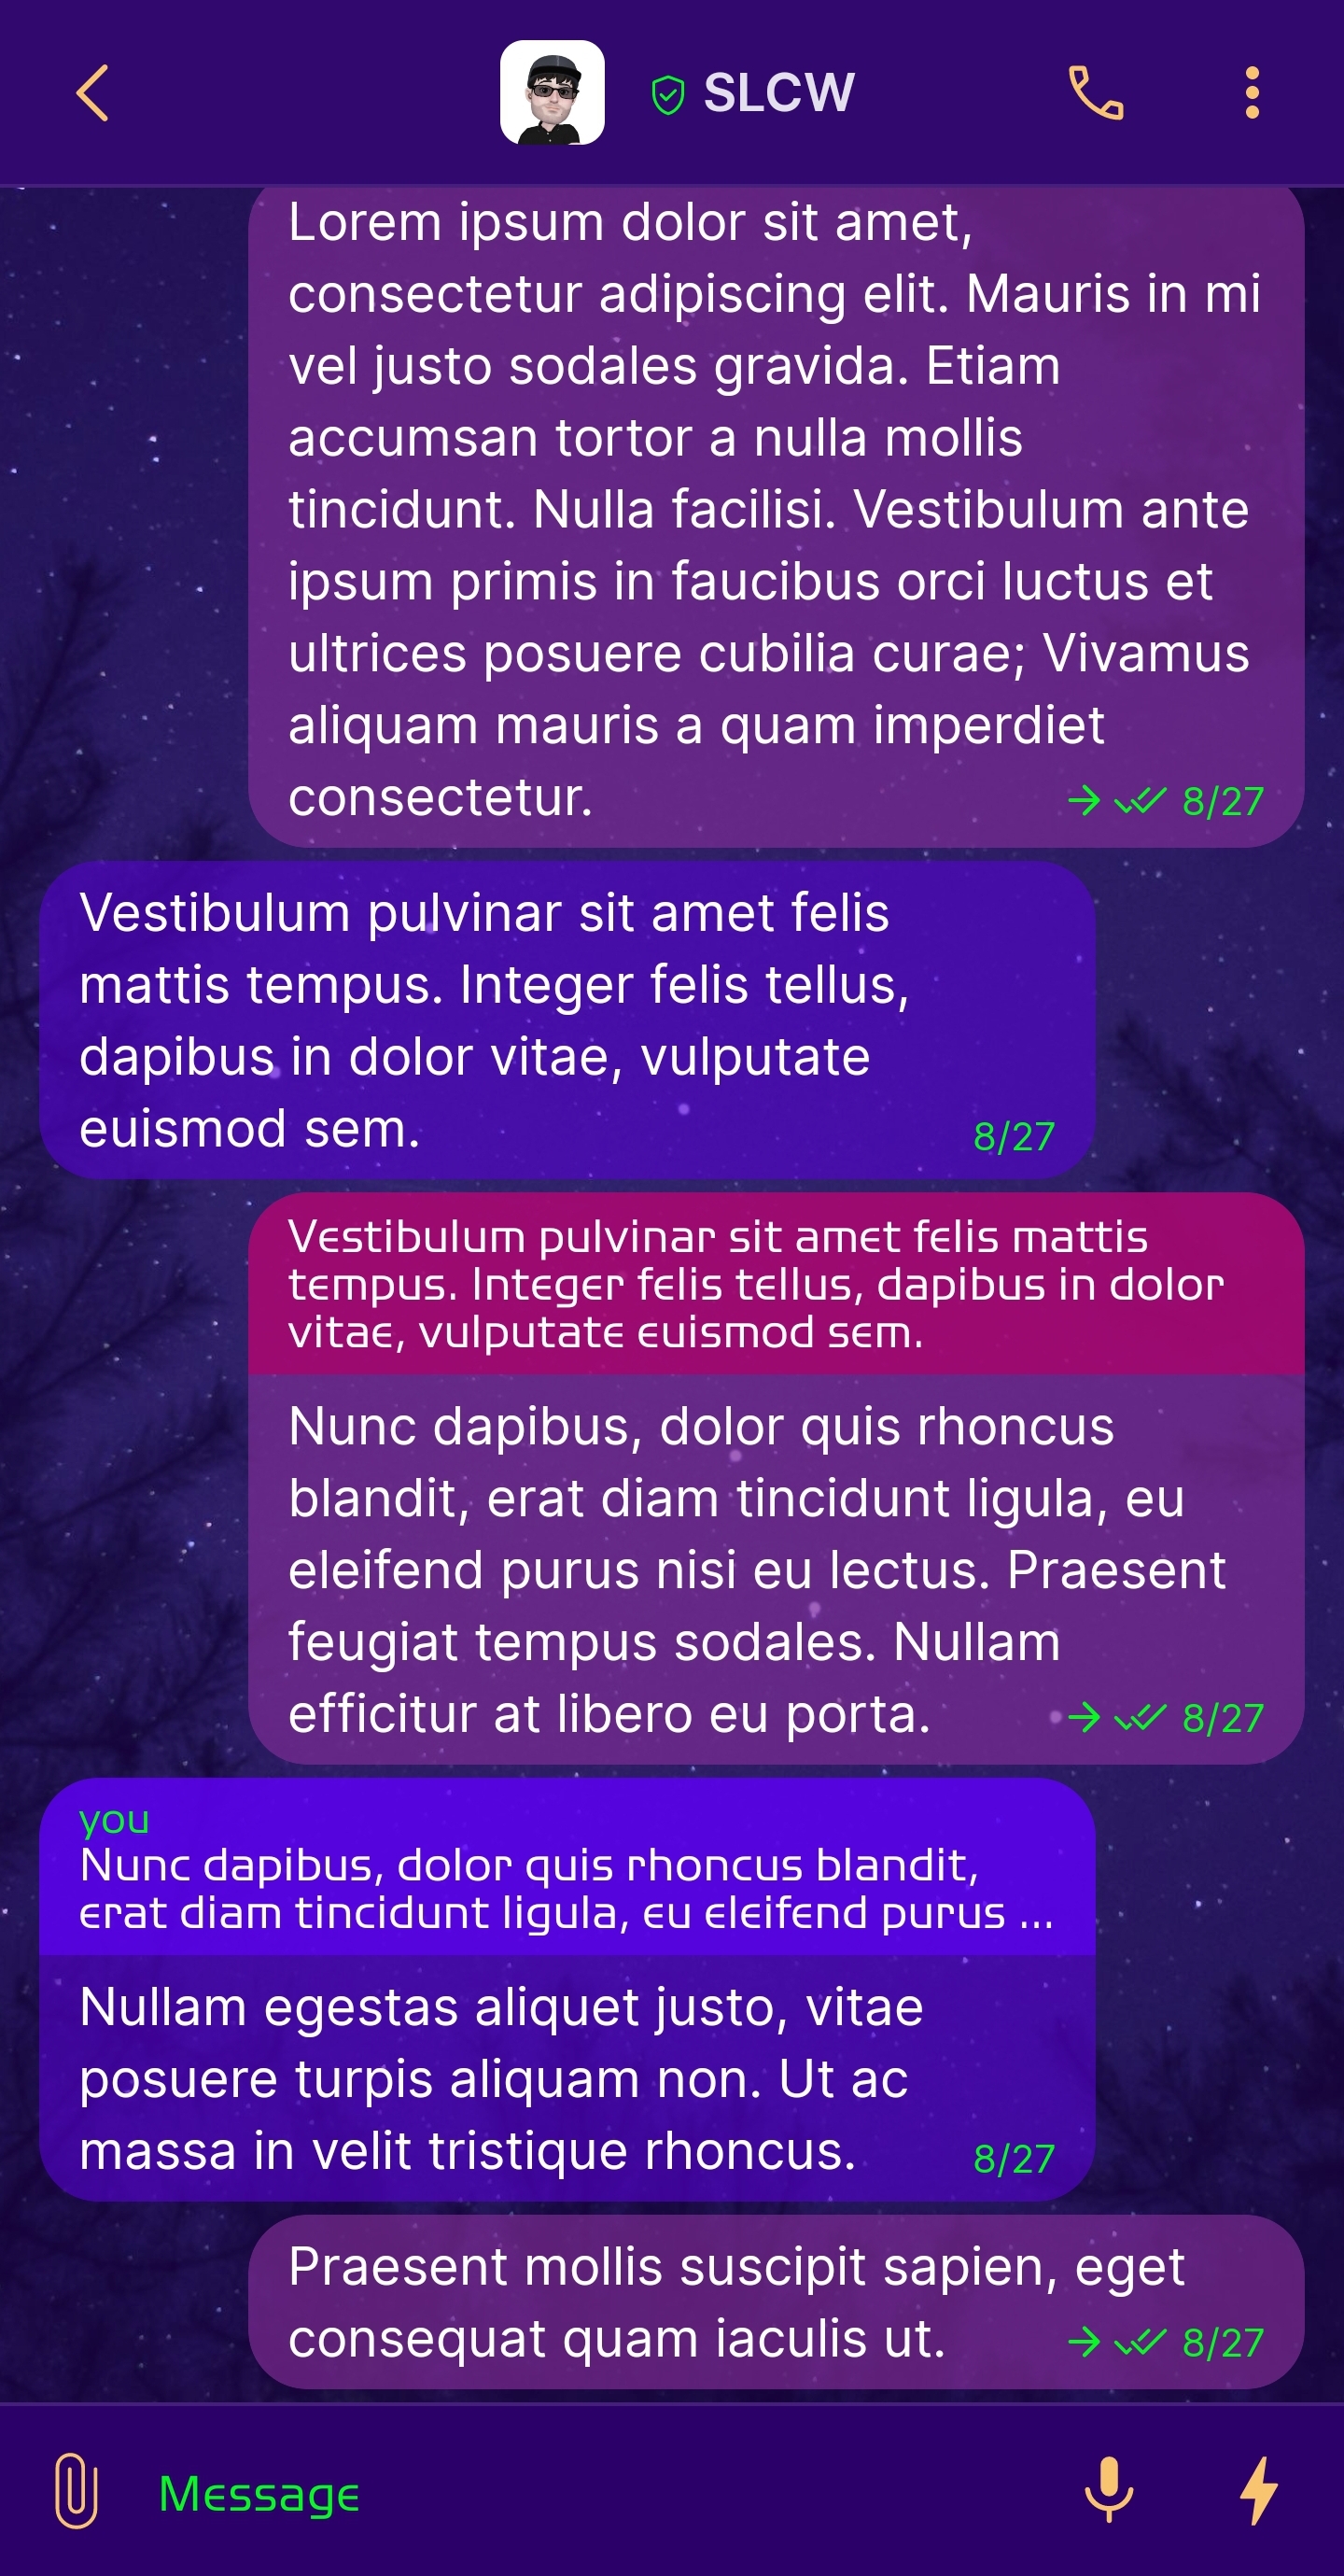 SLCW
Lorem ipsum dolor sit amet,
consectetur adipiscing elit. Mauris in mi
vel justo sodales gravida. Etiam
accumsan tortor a nulla mollis
tincidunt. Nulla facilisi. Vestibulum ante
ipsum primis in faucibus orci luctus et
ultrices posuere cubilia curae; Vivamus
aliquam mauris a quam imperdiet
consectetur. 8/27
Vestibulum pulvinar sit amet felis
mattis tempus. Integer felis tellus,
dapibus in dolor vitae, vulputate
euismod sem. 8/27
Vestibulum pulvinar sit amet felis mattis
tempus. Integer felis tellus, dapibus in dolor
vitae, vulputate euismod sem.
Nunc dapibus, dolor quis rhoncus
blandit, erat diam tincidunt ligula, eu
eleifend purus nisi eu lectus. Praesent
feugiat tempus sodales. Nullam
efficitur at libero eu porta. 8/27
you
Nunc dapibus, dolor quis rhoncus blandit,
erat diam tincidunt ligula, eu eleifend purus ...
Nullam egestas aliquet justo, vitae
posuere turpis aliquam non. Ut ac
massa in velit tristique rhoncus. 8/27
Praesent mollis suscipit sapien, eget
consequat quam iaculis ut. 8/27
Message